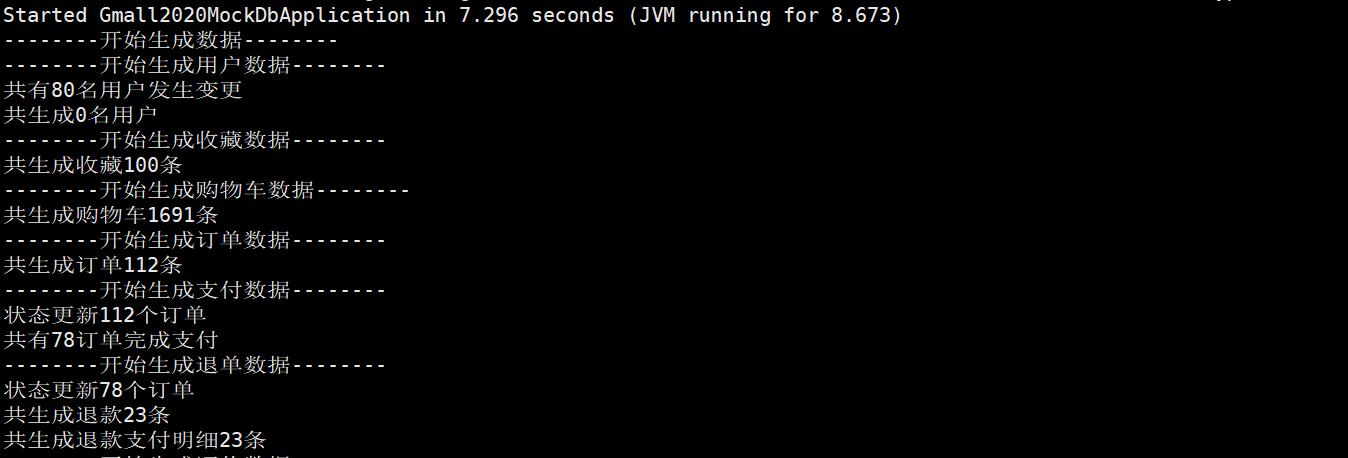 Started Gmall2020MockDbApplication in 7.296 seconds (JVM running for 8.673)
--------开始生成数据--------
--------开始生成用户数据--------
共有80名用户发生变更
共生成0名用户
--------开始生成收藏数据--------
共生成收藏100条
--------开始生成购物车数据--------
共生成购物车1691条
--------开始生成订单数据--------
共生成订单112条
--------开始生成支付数据--------
状态更新112个订单
共有78订单完成支付
--------开始生成退单数据--------
状态更新78个订单
共生成退款23条
共生成退款支付明细23条